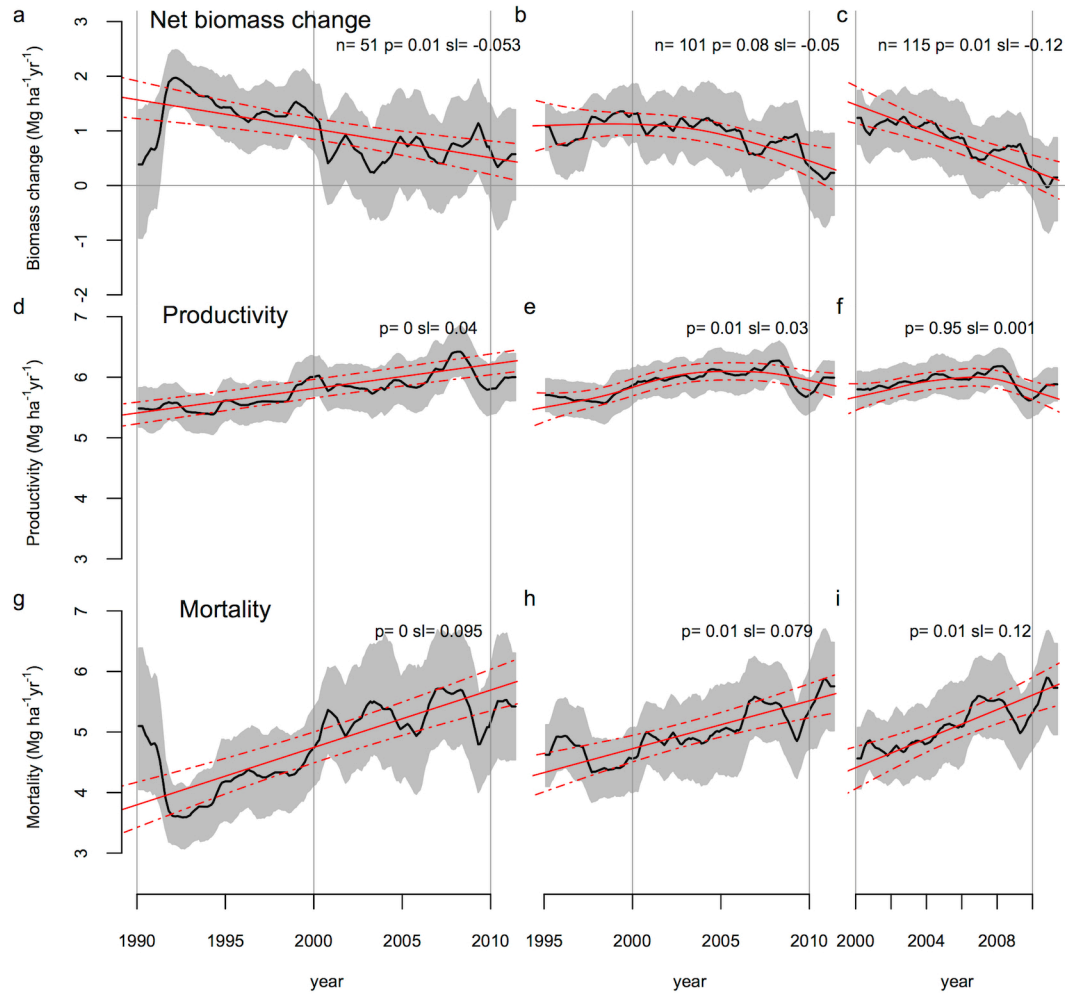 a
Net biomass change
b
c
n= 51 p= 0.01 sl= -0.053
n= 101 p= 0.08 sl= -0.05
n= 115 p= 0.01 sl= -0.12
Biomass change (Mg ha⁻¹yr⁻¹)
3
2
1
0
-1
-2
d
Productivity
e
f
p= 0 sl= 0.04
p= 0.01 sl= 0.03
p= 0.95 sl= 0.001
Productivity (Mg ha⁻¹yr⁻¹)
7
6
5
4
3
g
Mortality
h
i
p= 0 sl= 0.095
p= 0.01 sl= 0.079
p= 0.01 sl= 0.12
Mortality (Mg ha⁻¹yr⁻¹)
7
6
5
4
3
1990 1995 2000 2005 2010
1995 2000 2005 2010
2000 2004 2008
year
year
year